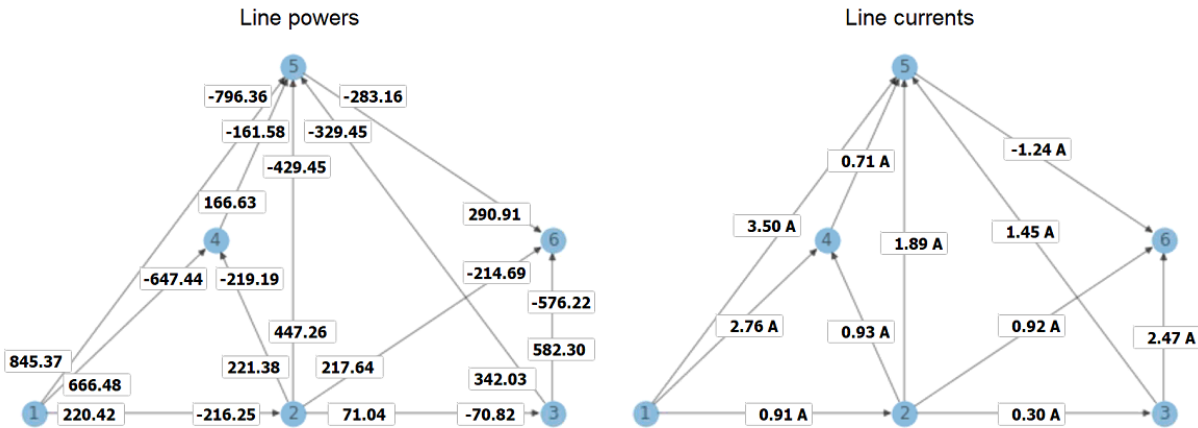 Line powers
Line currents
5
-796.36
-283.16
-161.58
-329.45
-429.45
166.63
290.91
4
6
-214.69
-647.44
-219.19
-576.22
447.26
582.30
845.37
221.38
217.64
666.48
342.03
1
220.42
-216.25
2
71.04
-70.82
3
5
-1.24 A
0.71 A
3.50 A
1.45 A
4
1.89 A
6
2.76 A
0.93 A
0.92 A
2.47 A
1
0.91 A
2
0.30 A
3